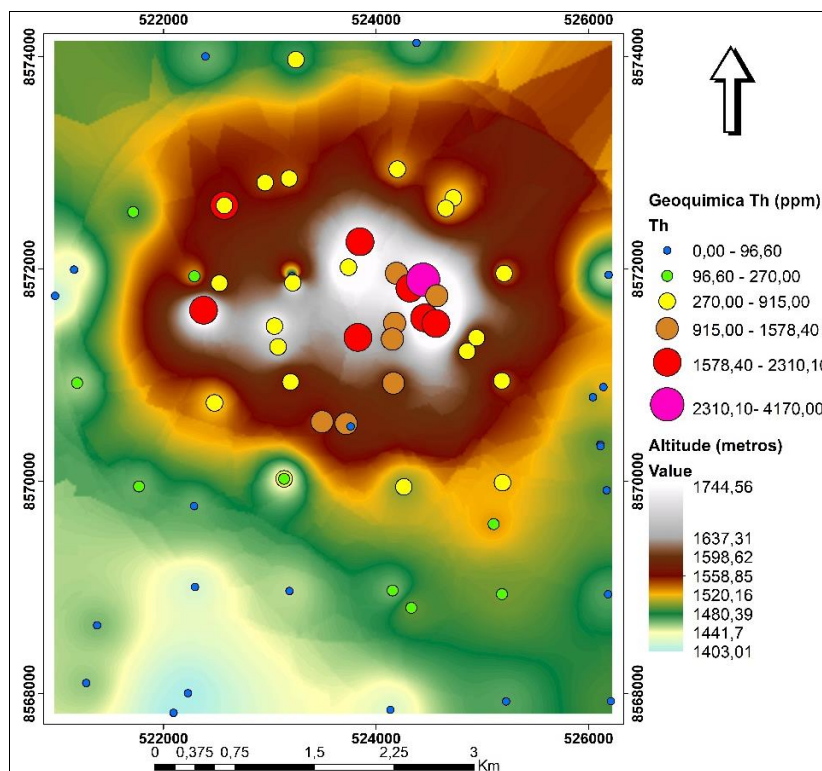 522000 524000 526000
8574000
8572000
8570000
8568000
8574000
8572000
8570000
8568000
522000 524000 526000
0 0,375 0,75 1,5 2,25 3
Km
Geoquimica Th (ppm)
Th
0,00 - 96,60
96,60 - 270,00
270,00 - 915,00
915,00 - 1578,40
1578,40 - 2310,10
2310,10- 4170,00
Altitude (metros)
Value
1744,56
1637,31
1598,62
1558,85
1520,16
1480,39
1441,7
1403,01